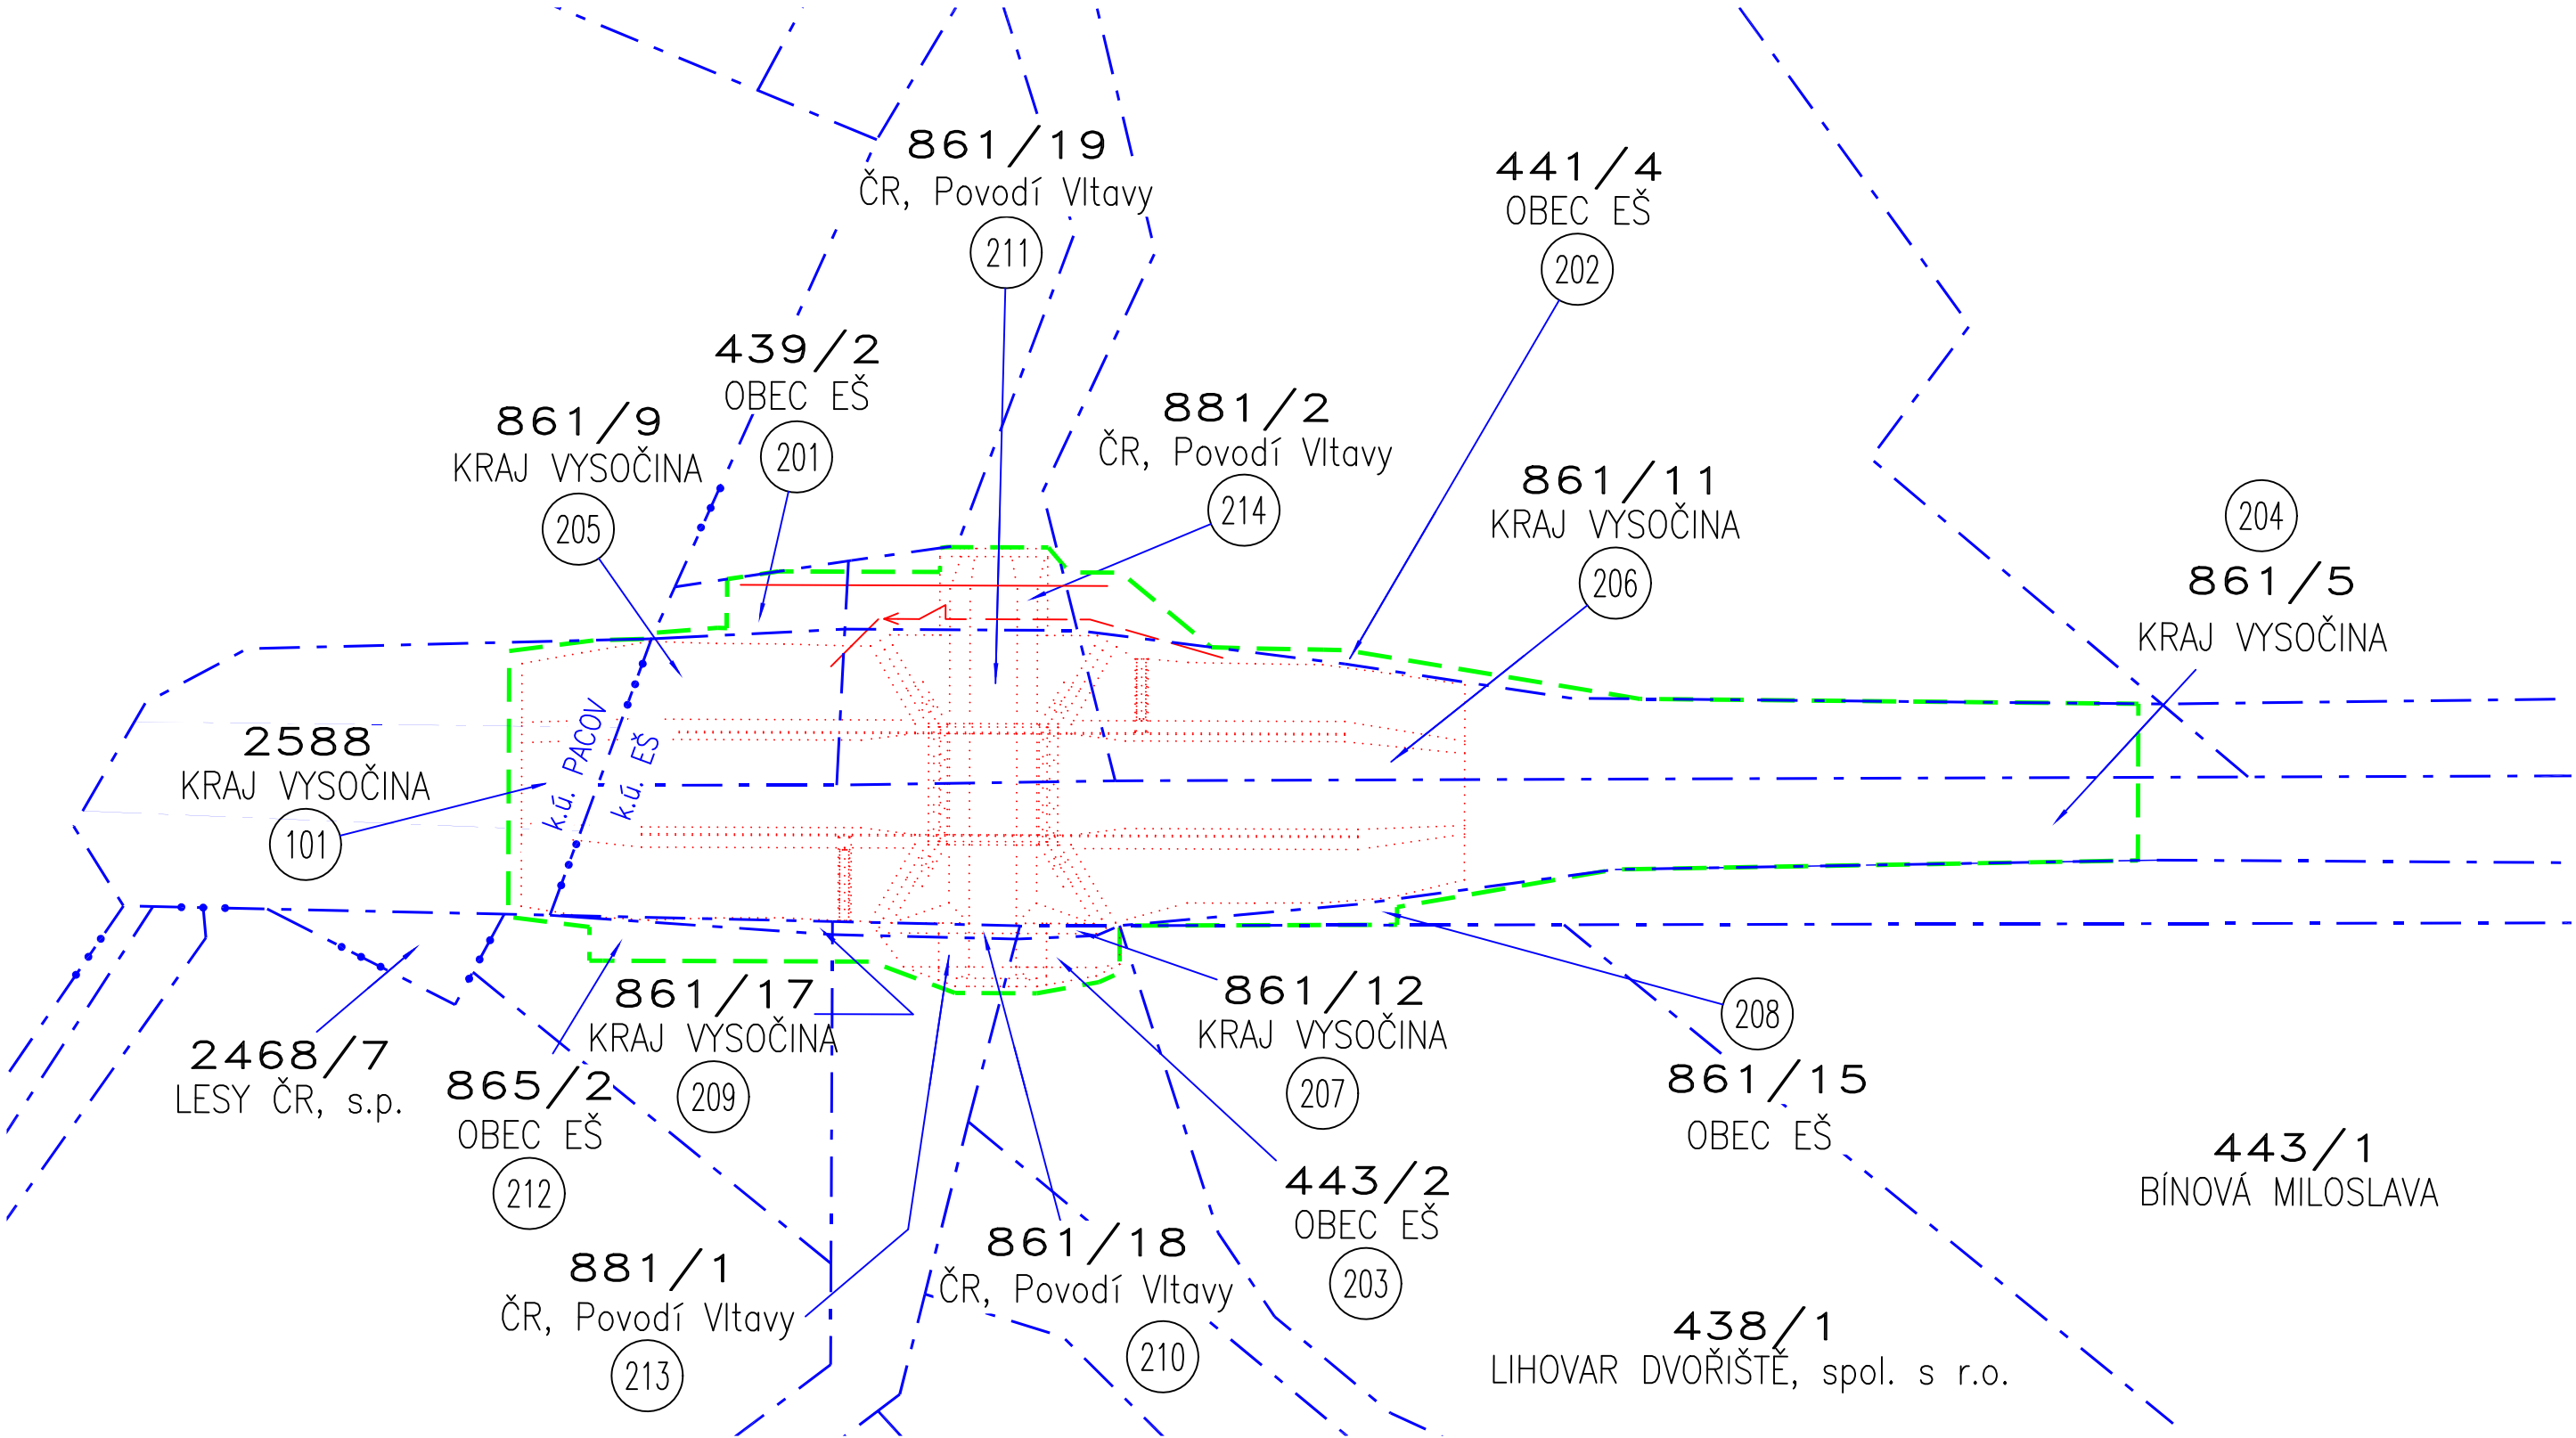 861/19
ČR, Povodí Vltavy
211
441/4
OBEC EŠ
202
439/2
OBEC EŠ
201
861/9
KRAJ VYSOČINA
205
881/2
ČR, Povodí Vltavy
214
861/11
KRAJ VYSOČINA
206
204
861/5
KRAJ VYSOČINA
2588
KRAJ VYSOČINA
101
k.ú. PACOV
k.ú. EŠ
2468/7
LESY ČR, s.p.
865/2
OBEC EŠ
212
861/17
KRAJ VYSOČINA
209
861/12
KRAJ VYSOČINA
207
208
861/15
OBEC EŠ
443/1
BÍNOVÁ MILOSLAVA
443/2
OBEC EŠ
203
881/1
ČR, Povodí Vltavy
213
861/18
ČR, Povodí Vltavy
210
438/1
LIHOVAR DVOŘIŠTĚ, spol. s r.o.